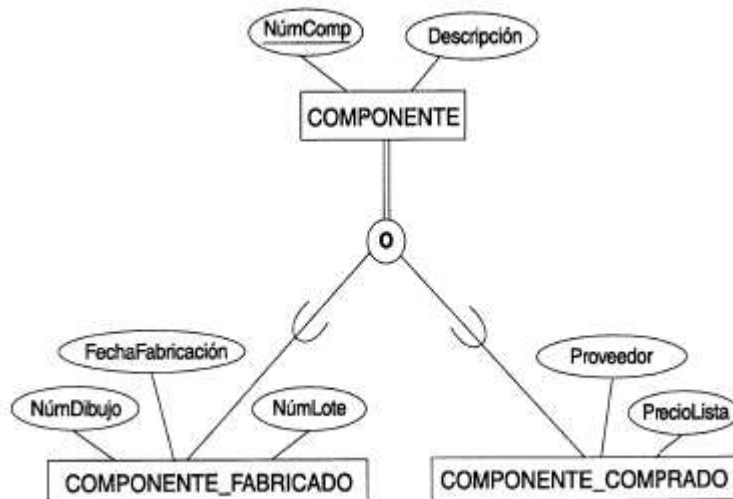 NúmComp
Descripción
COMPONENTE
O
FechaFabricación
Proveedor
NúmDibujo
NúmLote
PrecioLista
COMPONENTE_FABRICADO
COMPONENTE_COMPRADO